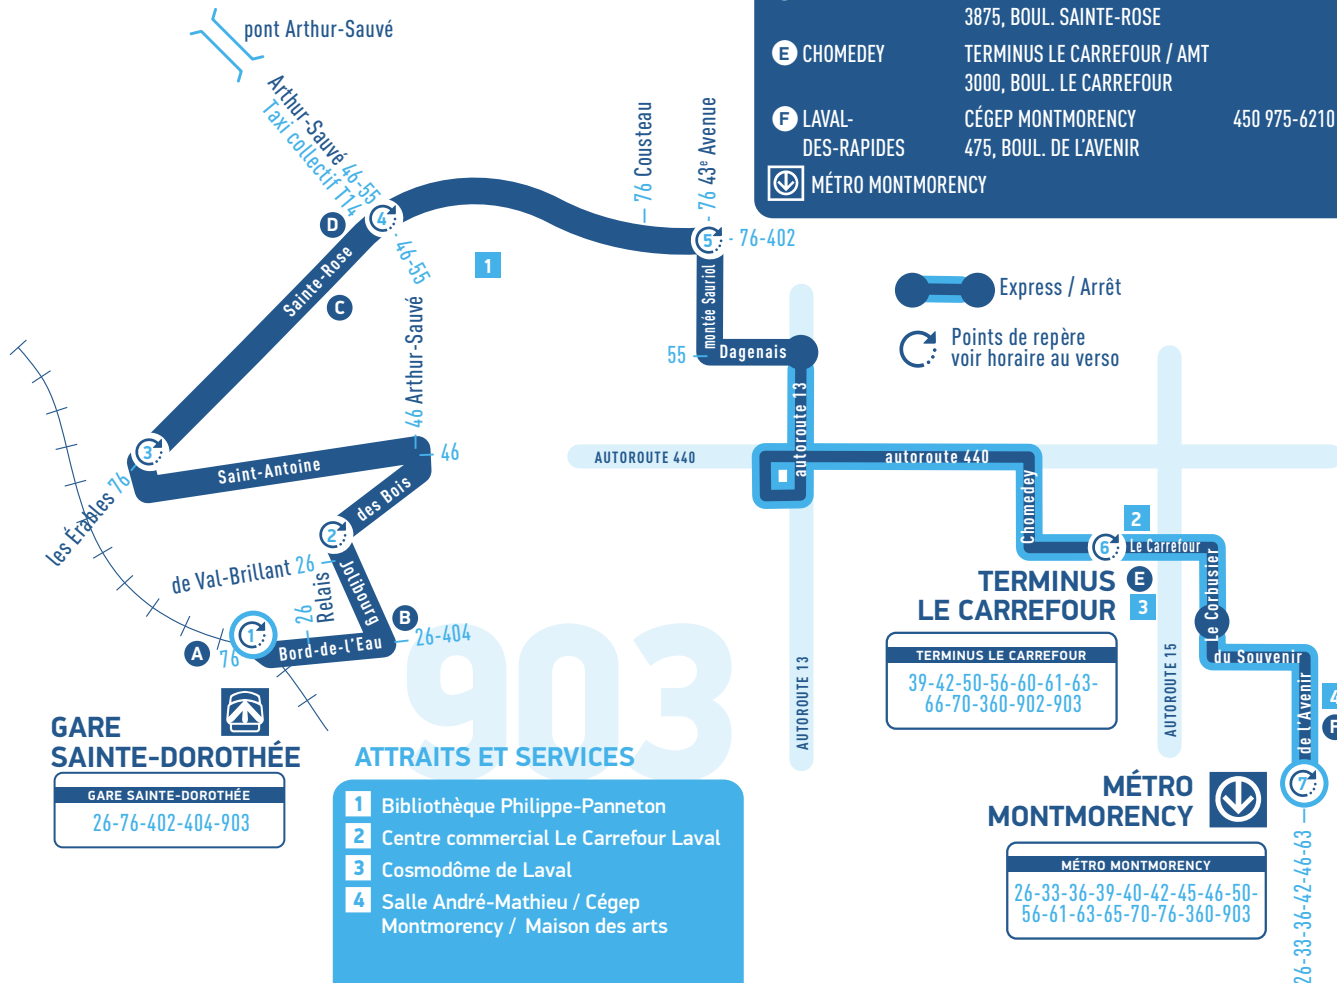 pont Arthur-Sauvé
Arthur-Sauvé 46-55
Taxi collectif T14
3875, BOUL. SAINTE-ROSE
E CHOMEDEY TERMINUS LE CARREFOUR / AMT
3000, BOUL. LE CARREFOUR
F LAVAL- CÉGEP MONTMORENCY 450 975-6210
DES-RAPIDES 475, BOUL. DE L'AVENIR
MÉTRO MONTMORENCY
76 Cousteau
76 43e Avenue
4
D
46-55
5
76-402
1
Sainte-Rose
C
montée Sauriol
Express / Arrêt
Points de repère
voir horaire au verso
46 Arthur-Sauvé
55
Dagenais
autoroute 13
3
76
les Érables
Saint-Antoine
46
AUTOROUTE 440
autoroute 440
des Bois
Chomedey
2
2
6
Le Carrefour
de Val-Brillant 26
Jolibourg
26 Relais
TERMINUS E
LE CARREFOUR 3
Le Corbusier
1
B
A
76
Bord-de-l'Eau
26-404
903
TERMINUS LE CARREFOUR
39-42-50-56-60-61-63-
66-70-360-902-903
du Souvenir
AUTOROUTE 13
AUTOROUTE 15
de l'Avenir
4
F
GARE
SAINTE-DOROTHÉE
GARE SAINTE-DOROTHÉE
26-76-402-404-903
ATTRAITS ET SERVICES
1 Bibliothèque Philippe-Panneton
2 Centre commercial Le Carrefour Laval
3 Cosmodôme de Laval
4 Salle André-Mathieu / Cégep
Montmorency / Maison des arts
MÉTRO
MONTMORENCY
7
MÉTRO MONTMORENCY
26-33-36-39-40-42-45-46-50-
56-61-63-65-70-76-360-903
26-33-36-42-46-63